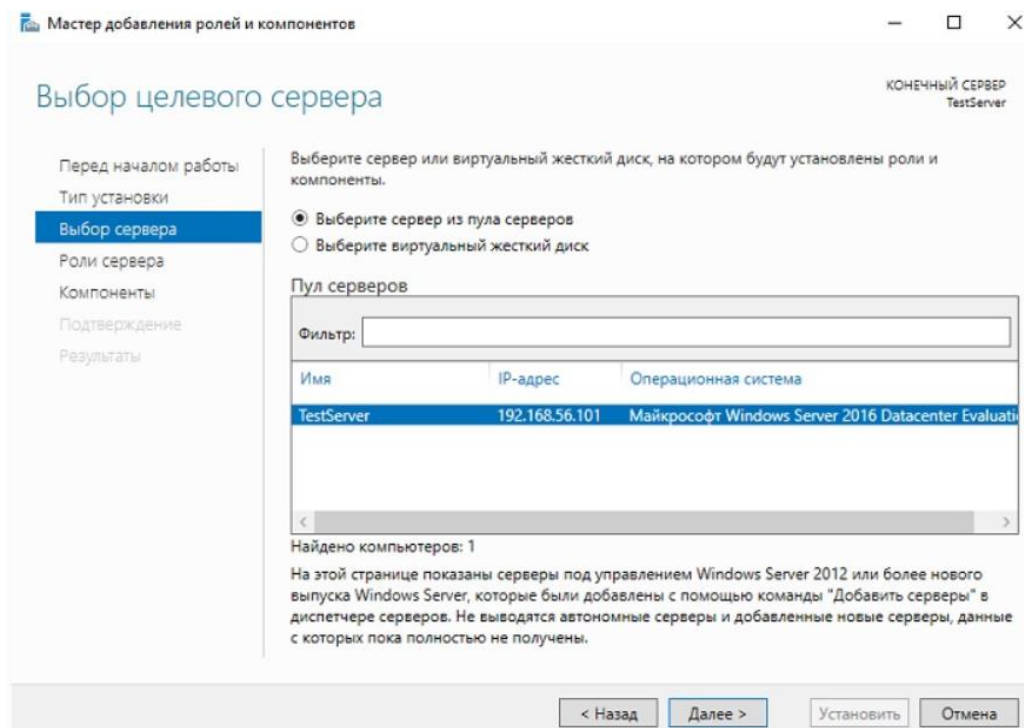 Мастер добавления ролей и компонентов
Выбор целевого сервера
КОНЕЧНЫЙ СЕРВЕР
TestServer
Перед началом работы
Тип установки
Выбор сервера
Роли сервера
Компоненты
Подтверждение
Результаты
Выберите сервер или виртуальный жесткий диск, на котором будут установлены роли и
компоненты.
Выберите сервер из пула серверов
Выберите виртуальный жесткий диск
Пул серверов
Фильтр:
Имя IP-адрес Операционная система
TestServer 192.168.56.101 Майкрософт Windows Server 2016 Datacenter Evaluati
Найдено компьютеров: 1
На этой странице показаны серверы под управлением Windows Server 2012 или более нового
выпуска Windows Server, которые были добавлены с помощью команды "Добавить серверы" в
диспетчере серверов. Не выводятся автономные серверы и добавленные новые серверы, данные
с которых пока полностью не получены.
< Назад Далее > Установить Отмена